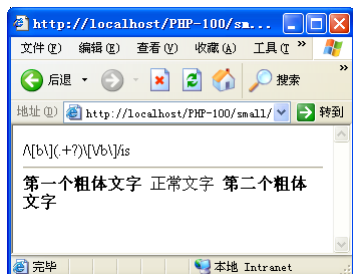 http://localhost/PHP-100/sm...
文件(F) 编辑(E) 查看(V) 收藏(A) 工具(T »
后退 搜索 »
地址(D) http://localhost/PHP-100/small/ 转到
/\[b\](.+?)\[\/b\]/is
第一个粗体文字 正常文字 第二个粗体
文字
完毕 本地 Intranet